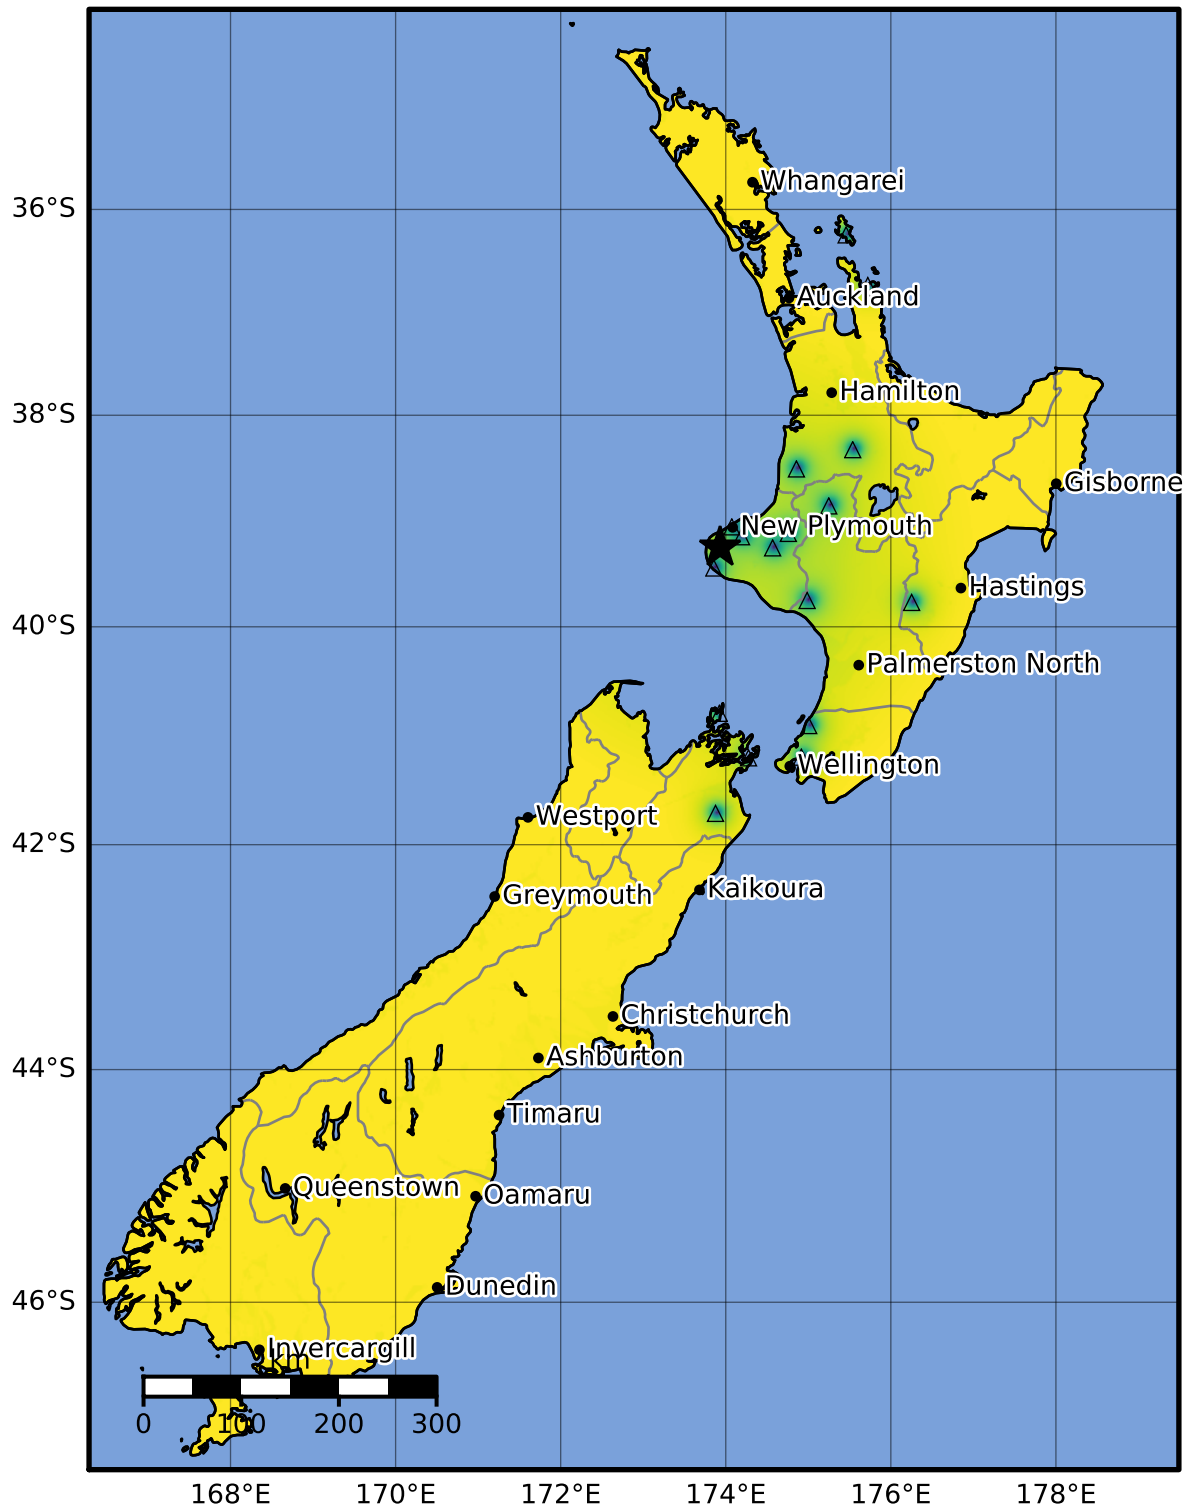 Whangarei
36°S
Auckland
Hamilton
38°S
Gisborne
New Plymouth
Hastings
40°S
Palmerston North
Wellington
Westport
42°S
Kaikoura
Greymouth
Christchurch
Ashburton
44°S
Timaru
Queenstown
Oamaru
Dunedin
46°S
Invercargill
km
0 100 200 300
168°E 170°E 172°E 174°E 176°E 178°E